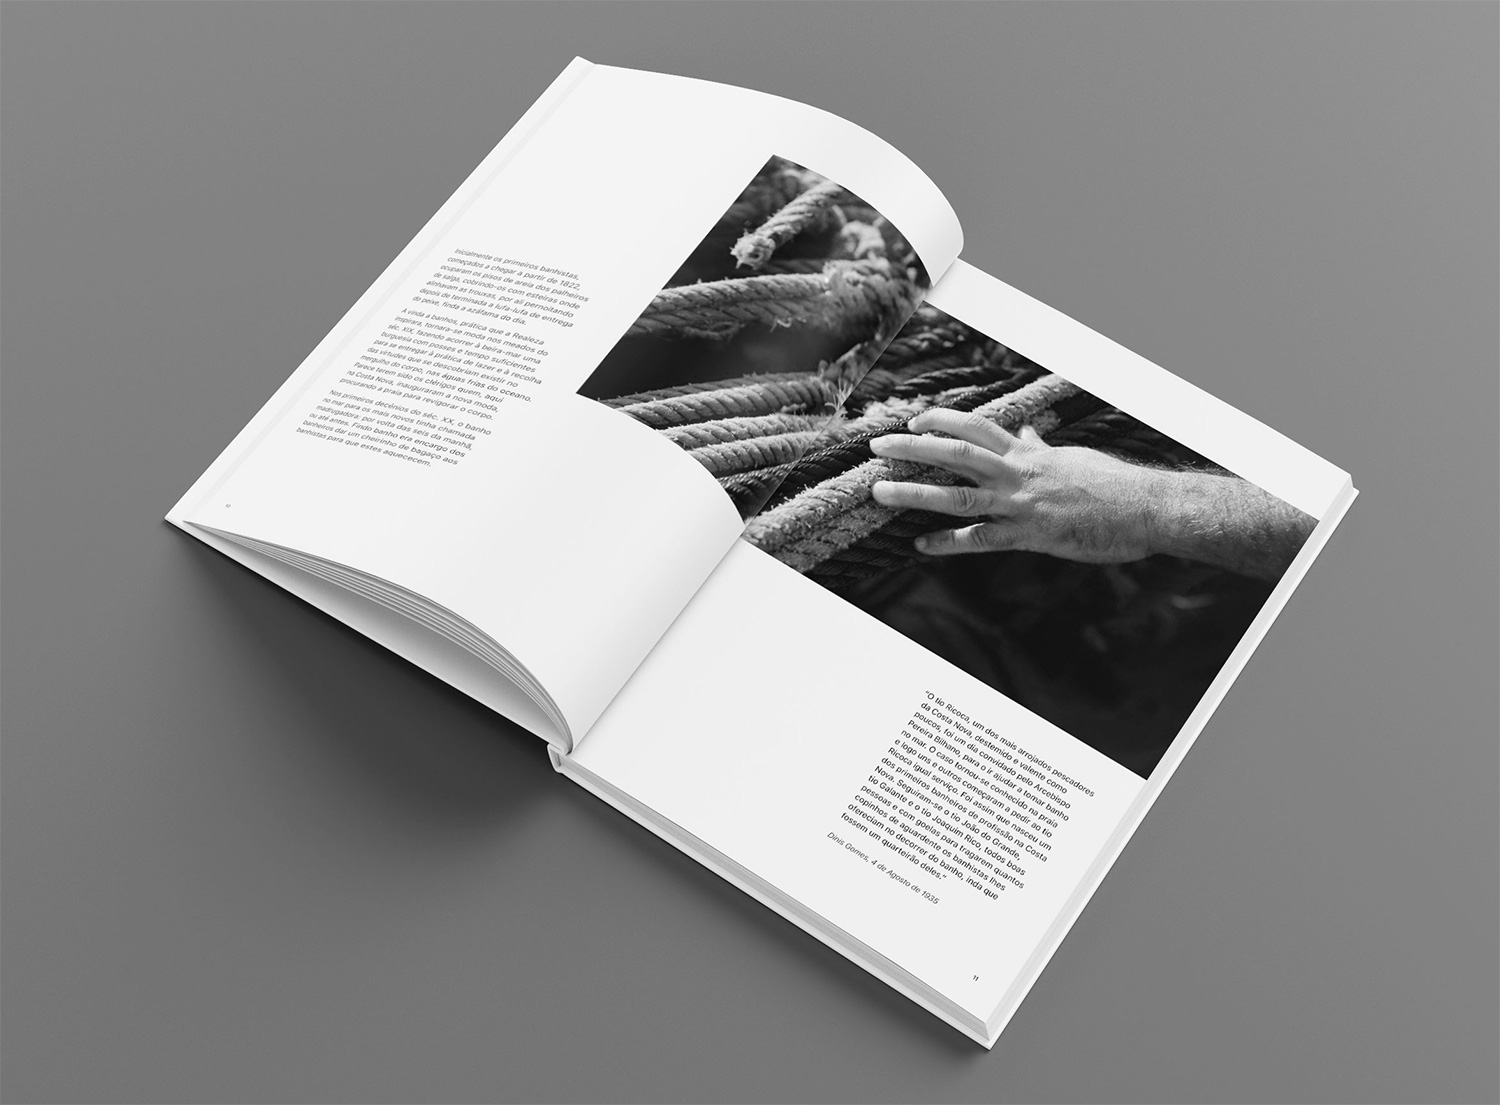 Inicialmente os primeiros banhistas,
começados a chegar a partir de 1822,
ocuparam os pisos de areia dos palheiros
de salga, cobrindo-os com esteiras onde
alinhavam as trouxas, por ali pernoitando
depois de terminada a lufa-lufa de entrega
do peixe, finda a azáfama do dia.
A vinda a banhos, prática que a Realeza
inspirara, tornara-se moda nos meados do
séc. XIX, fazendo acorrer à beira-mar uma
burguesia com posses e tempo suficientes
para se entregar à prática de lazer e à recolha
das virtudes que se descobriam existir no
mergulho do corpo, nas águas frias do oceano.
Parece terem sido os clérigos quem, aqui
na Costa Nova, inauguraram a nova moda,
procurando a praia para revigorar o corpo.
Nos primeiros decénios do séc. XX, o banho
no mar para os mais novos tinha chamada
madrugadora: por volta das seis da manhã,
ou até antes. Findo banho era encargo dos
banheiros dar um cheirinho de bagaço aos
banhistas para que estes aquececem.
10
"O tio Ricoca, um dos mais arrojados pescadores
da Costa Nova, destemido e valente como
poucos, foi um dia convidado pelo Arcebispo
Pereira Bilhano, para o ir ajudar a tomar banho
no mar. O caso tornou-se conhecido na praia
e logo uns e outros começaram a pedir ao tio
Ricoca igual serviço. Foi assim que nasceu um
dos primeiros banheiros de profissão na Costa
Nova. Seguiram-se o tio João do Grande,
tio Galante e o tio Joaquim Rico, todos boas
pessoas e com goelas para tragarem quantos
copinhos de aguardente os banhistas lhes
ofereciam no decorrer do banho, inda que
fossem um quarteirão deles."
Dinis Gomes, 4 de Agosto de 1935
11